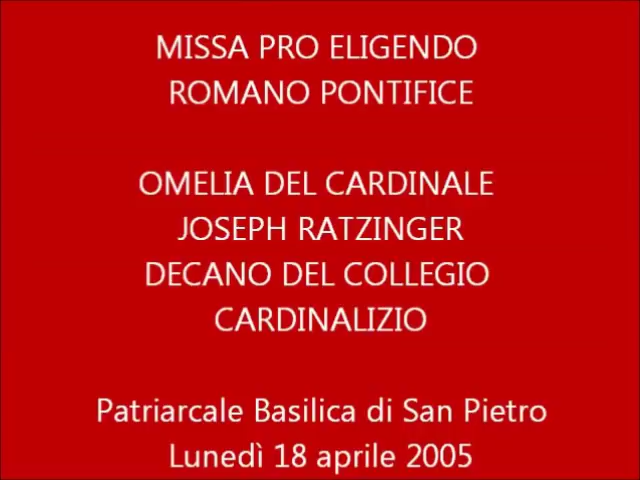 MISSA PRO ELIGENDO
ROMANO PONTIFICE
OMELIA DEL CARDINALE
JOSEPH RATZINGER
DECANO DEL COLLEGIO
CARDINALIZIO
Patriarcale Basilica di San Pietro
Lunedì 18 aprile 2005